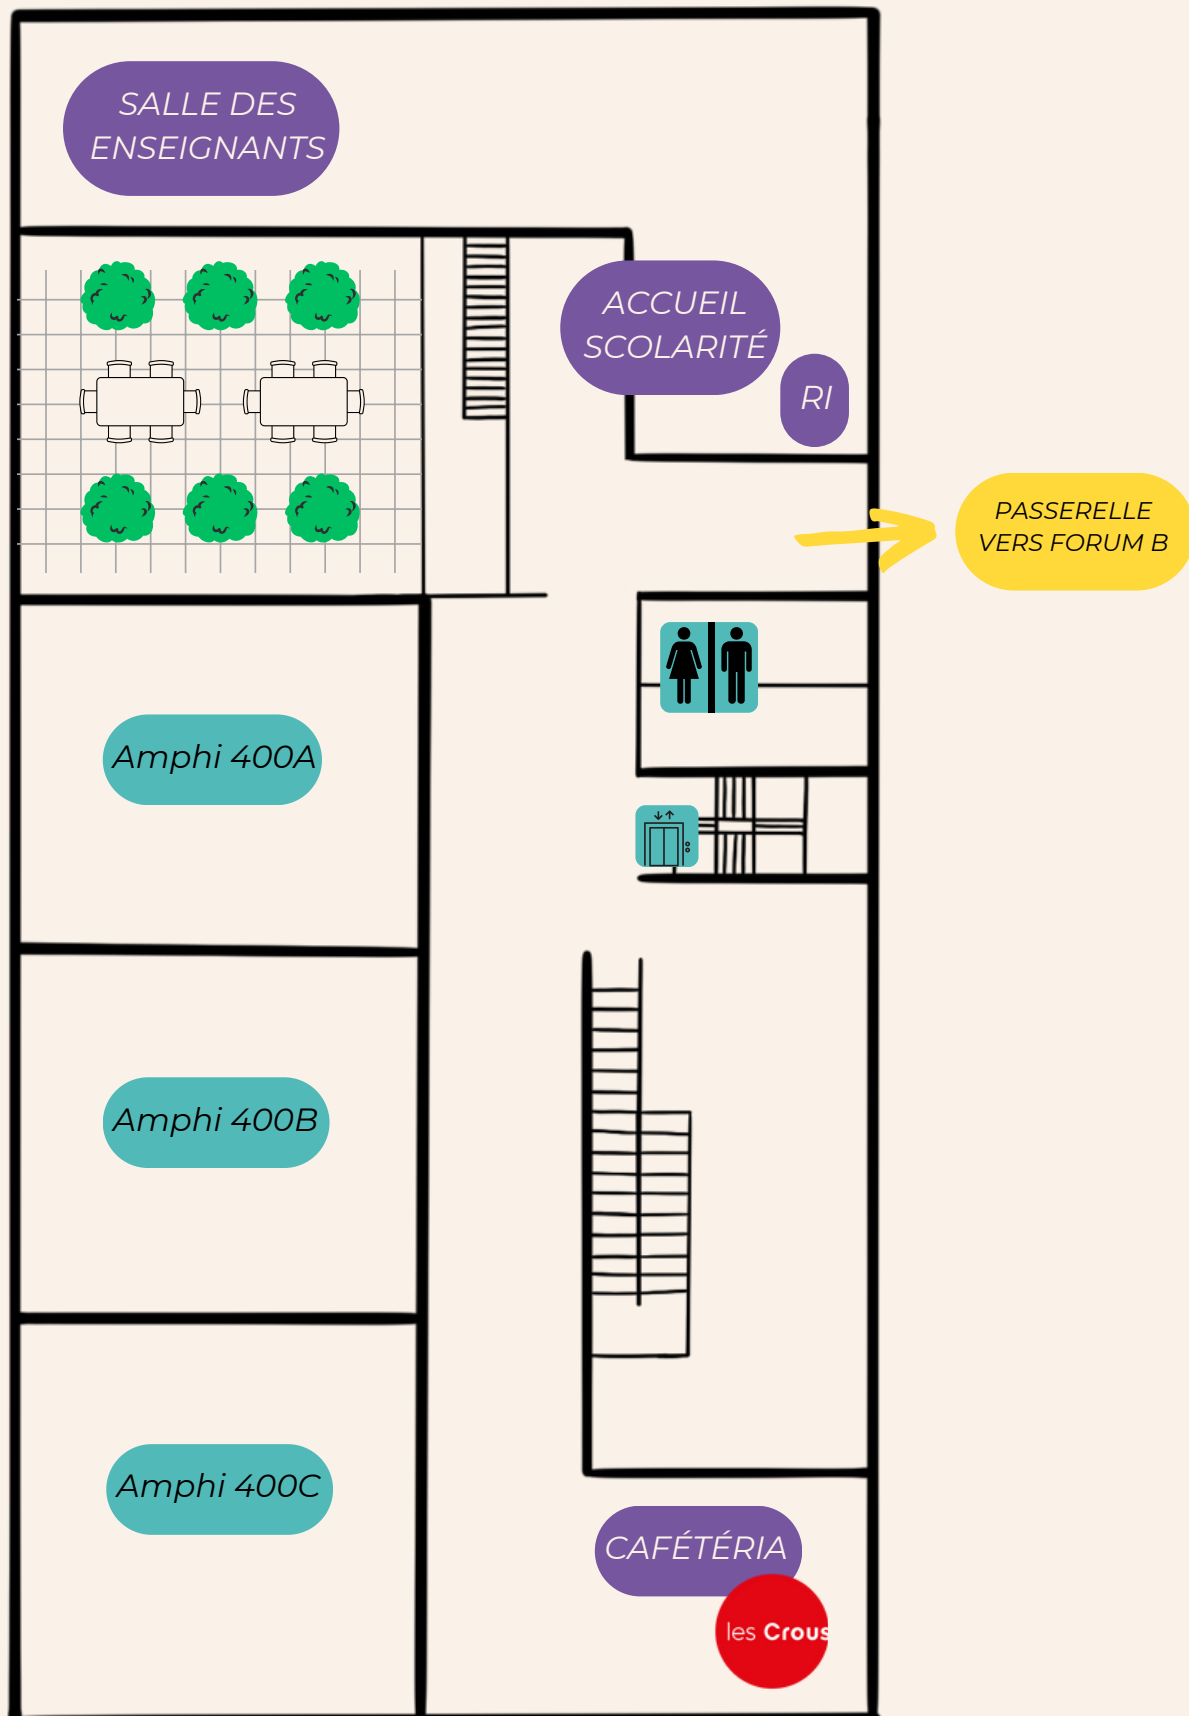 SALLE DES
ENSEIGNANTS
ACCUEIL
SCOLARITÉ
RI
PASSERELLE
VERS FORUM B
Amphi 400A
Amphi 400B
Amphi 400C
CAFÉTÉRIA
les Crous